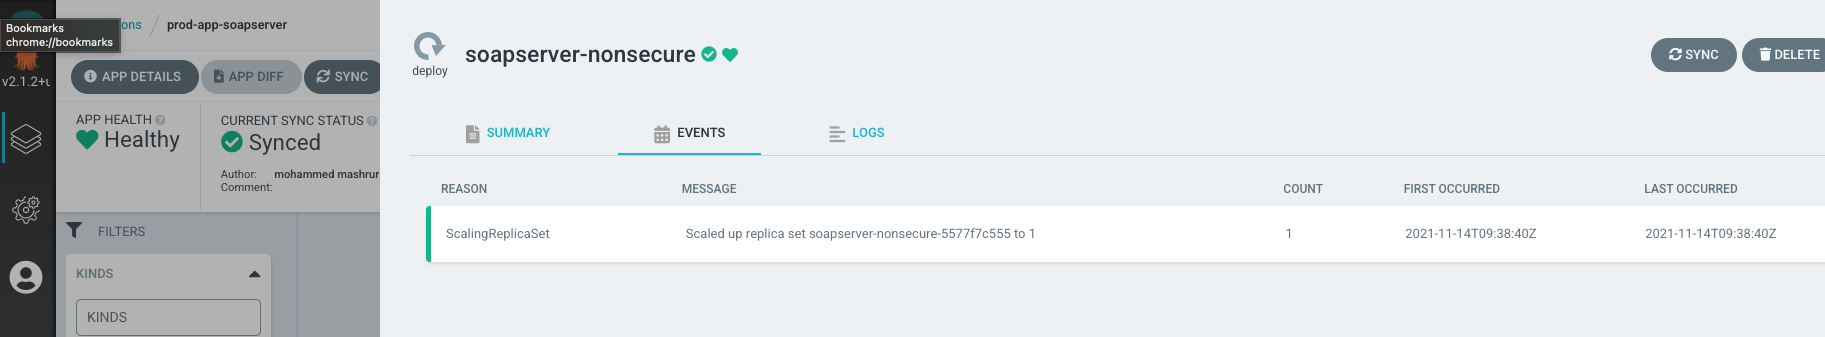 Bookmarks
chrome://bookmarks
ons / prod-app-soapserver
v2.1.2+u
APP DETAILS
APP DIFF
SYNC
APP HEALTH
Healthy
CURRENT SYNC STATUS
Synced
Author: mohammed mashrur
Comment:
FILTERS
KINDS
KINDS
deploy
soapserver-nonsecure
SYNC
DELETE
SUMMARY
EVENTS
LOGS
REASON MESSAGE COUNT FIRST OCCURRED LAST OCCURRED
ScalingReplicaSet Scaled up replica set soapserver-nonsecure-5577f7c555 to 1 1 2021-11-14T09:38:40Z 2021-11-14T09:38:40Z